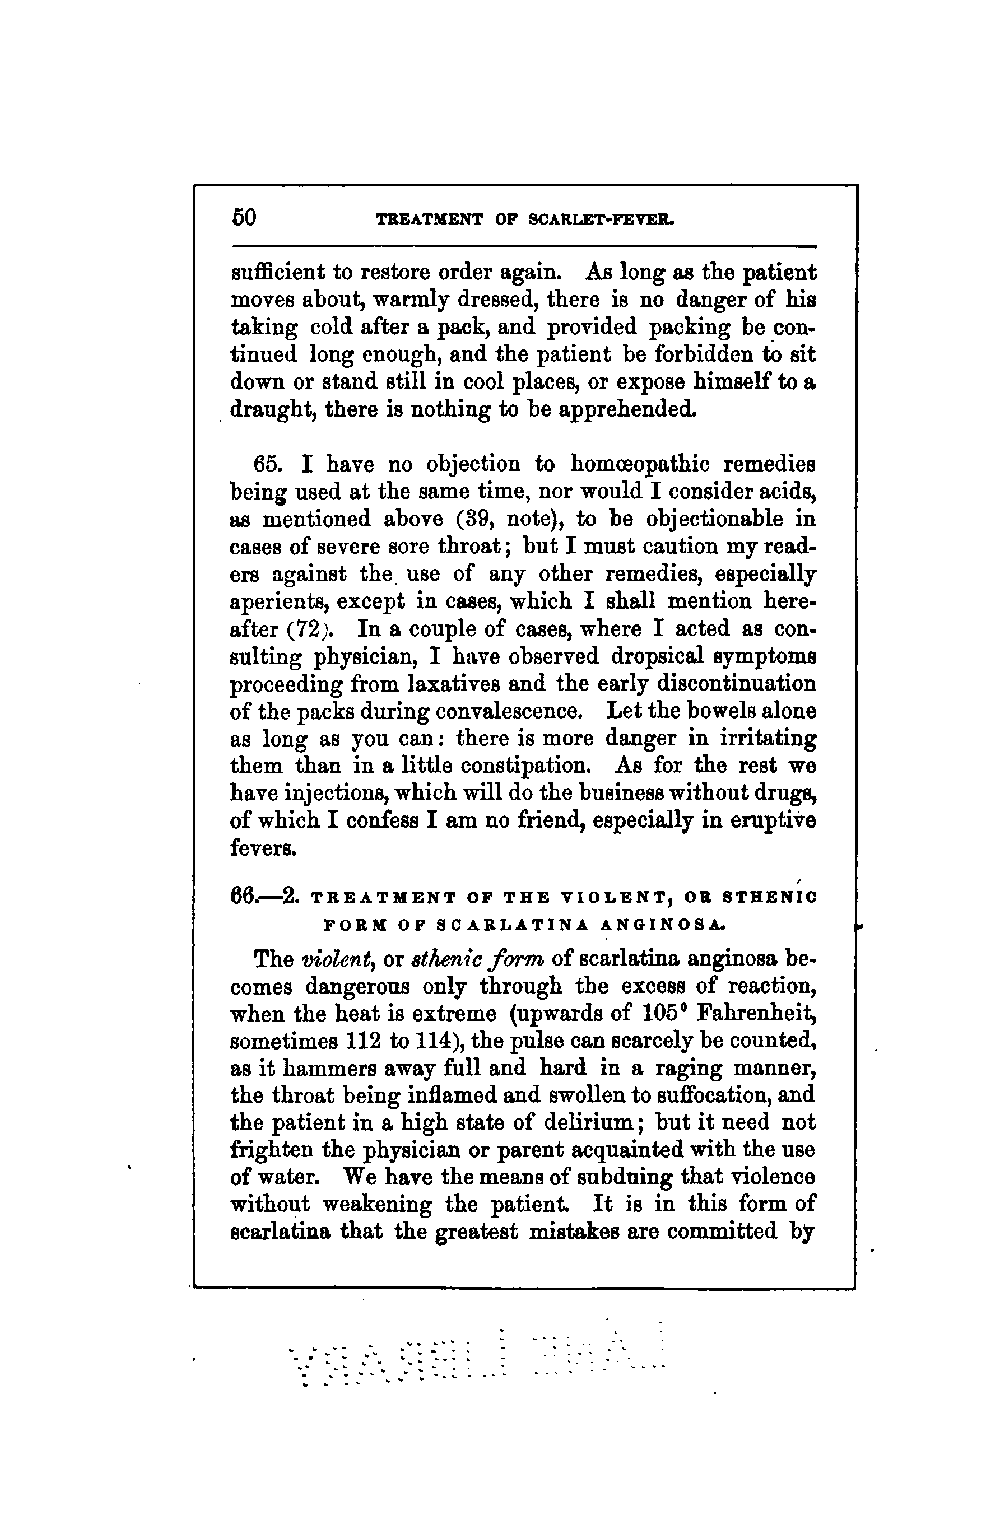 50 TREATMENT OF SCARLET-FEVER.
sufficient to restore order again. As long as the patient
moves about, warmly dressed, there is no danger of his
taking cold after a pack, and provided packing be con-
tinued long enough, and the patient be forbidden to sit
down or stand still in cool places, or expose himself to a
draught, there is nothing to be apprehended.
65. I have no objection to homœopathic remedies
being used at the same time, nor would I consider acids,
as mentioned above (39, note), to be objectionable in
cases of severe sore throat; but I must caution my read-
ers against the use of any other remedies, especially
aperients, except in cases, which I shall mention here-
after (72). In a couple of cases, where I acted as con-
sulting physician, I have observed dropsical symptoms
proceeding from laxatives and the early discontinuation
of the packs during convalescence. Let the bowels alone
as long as you can: there is more danger in irritating
them than in a little constipation. As for the rest we
have injections, which will do the business without drugs,
of which I confess I am no friend, especially in eruptive
fevers.
66.—2. TREATMENT OF THE VIOLENT, OR STHENIC
FORM OF SCARLATINA ANGINOSA.
The violent, or sthenic form of scarlatina anginosa be-
comes dangerous only through the excess of reaction,
when the heat is extreme (upwards of 105° Fahrenheit,
sometimes 112 to 114), the pulse can scarcely be counted,
as it hammers away full and hard in a raging manner,
the throat being inflamed and swollen to suffocation, and
the patient in a high state of delirium; but it need not
frighten the physician or parent acquainted with the use
of water. We have the means of subduing that violence
without weakening the patient. It is in this form of
scarlatina that the greatest mistakes are committed by
LANE LIBRARY